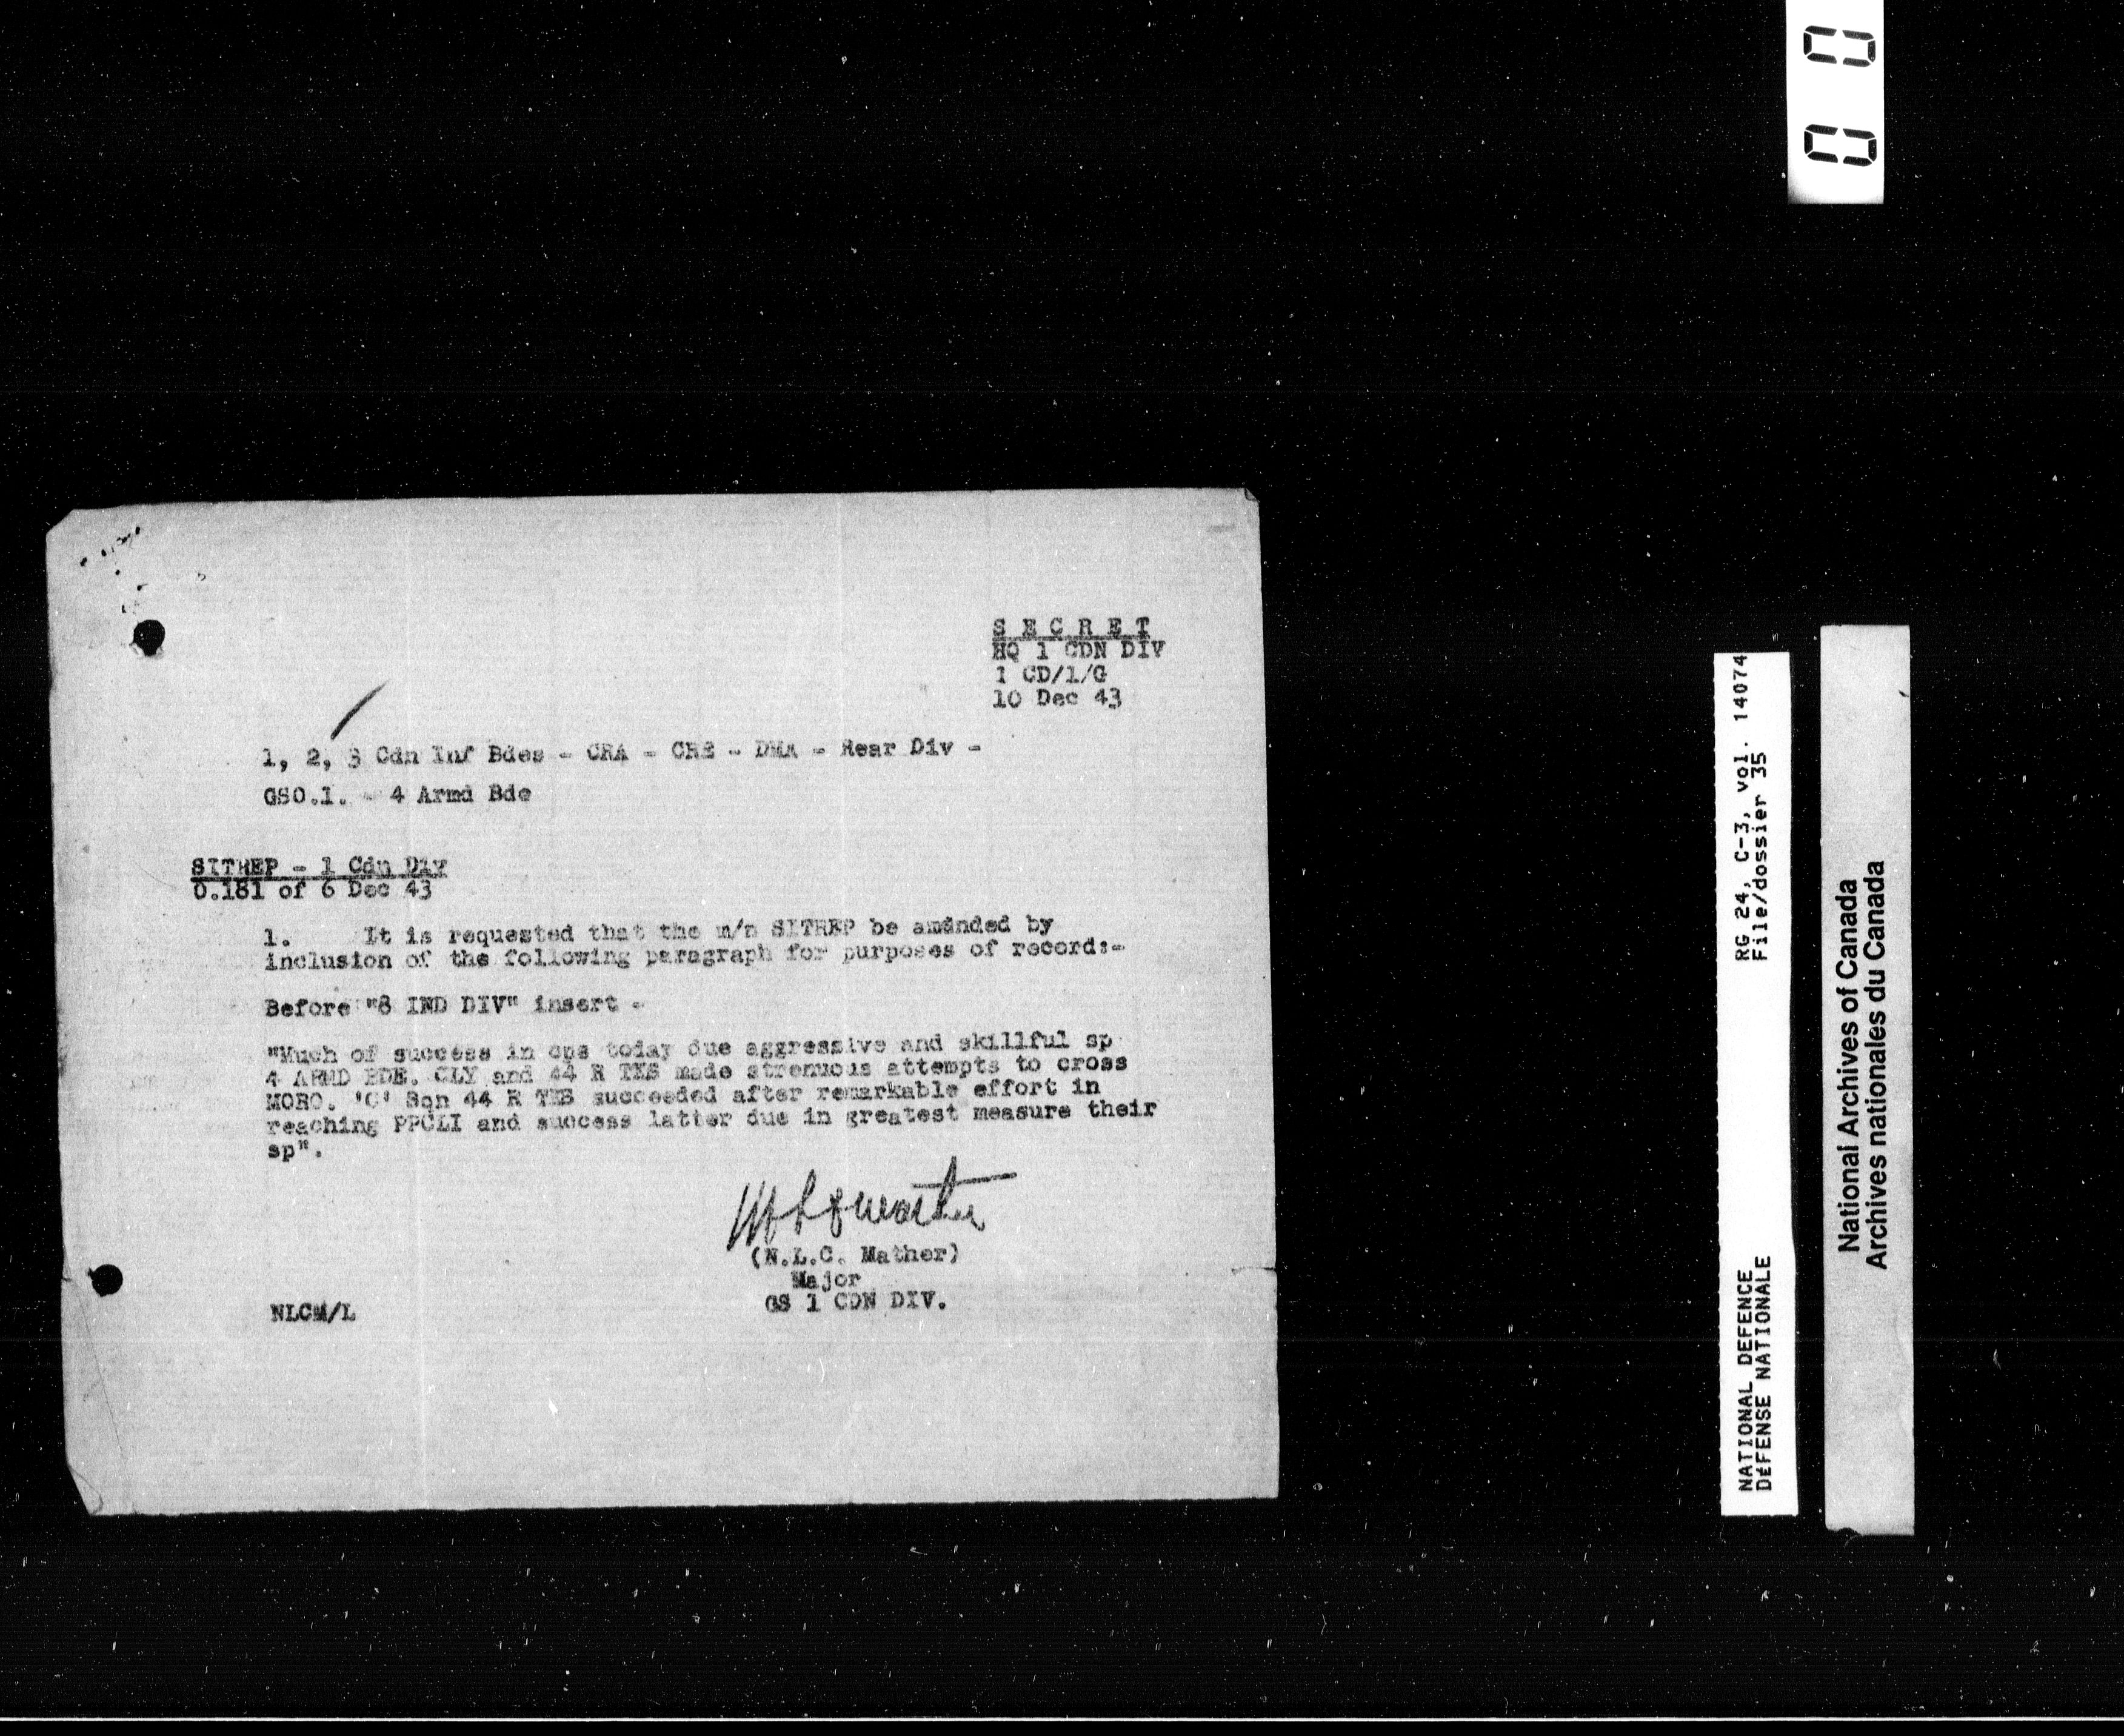 S E C R E T
HQ 1 CDN DIV
1 CD/1/G
10 Dec 43
1, 2, 3 Cdn Inf Bdes - CRA - CRE - DMA - Rear Div -
GSO.1. - 4 Armd Bde
SITREP - 1 Cdn Div
0.181 of 6 Dec 43
1. It is requested that the m/n SITREP be amended by
inclusion of the following paragraph for purposes of record:-
Before "8 IND DIV" insert -
"Much of success in ops today due aggressive and skillful sp
4 ARMD BDE. CLY and 44 R TKS made strenuous attempts to cross
MORO. 'C' Sqn 44 R TKS succeeded after remarkable effort in
reaching PPCLI and success latter due in greatest measure their
sp".
(N.L.C. Mather)
Major
GS 1 CDN DIV.
NLCM/L
0 0
NATIONAL DEFENCE RG 24, C-3, vol. 14074
DÉFENSE NATIONALE File/dossier 35
National Archives of Canada
Archives nationales du Canada